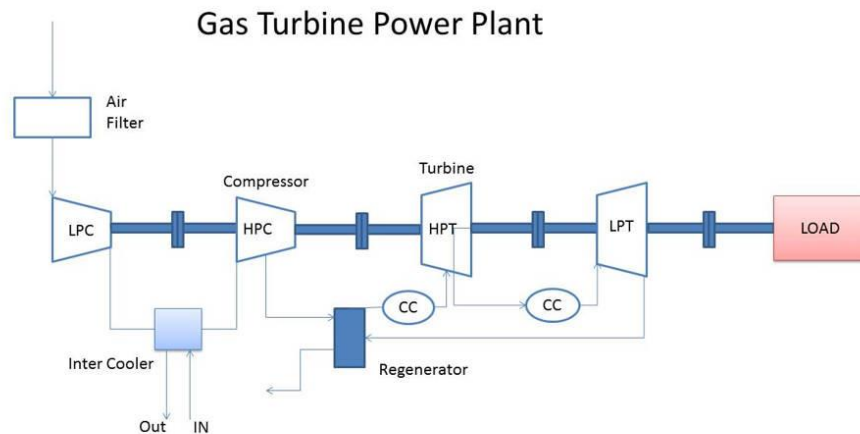 Gas Turbine Power Plant
Air
Filter
Compressor
Turbine
LPC
HPC
HPT
LPT
LOAD
CC
CC
Inter Cooler
Regenerator
Out
IN